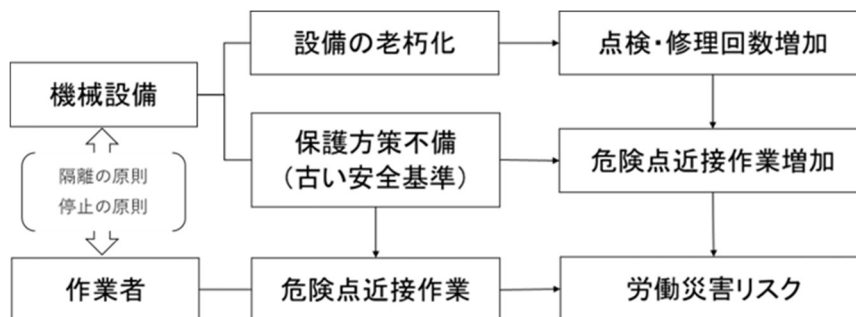 設備の老朽化
点検・修理回数増加
機械設備
保護方策不備
(古い安全基準)
危険点近接作業増加
隔離の原則
停止の原則
作業者
危険点近接作業
労働災害リスク